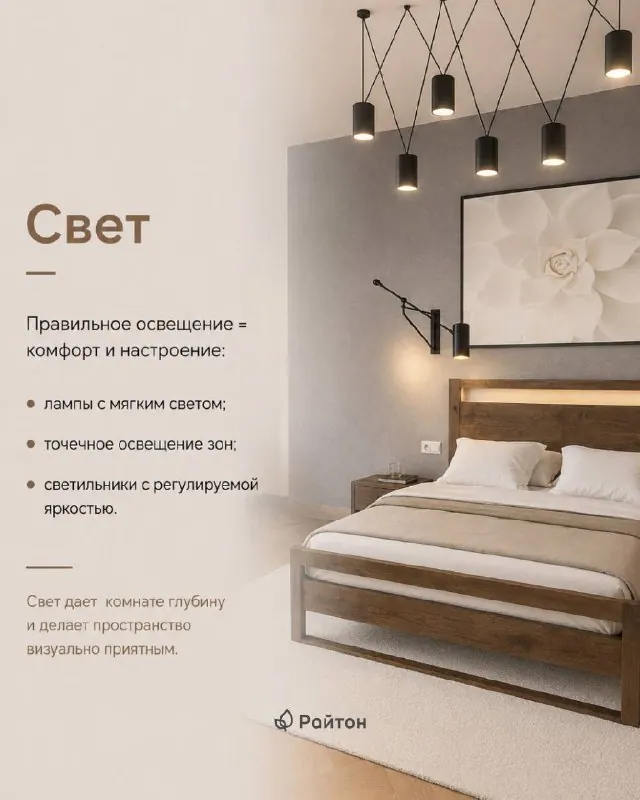 Свет
Правильное освещение =
комфорт и настроение:
лампы с мягким светом;
точечное освещение зон;
светильники с регулируемой
яркостью.
Свет дает комнате глубину
и делает пространство
визуально приятным.
Райтон